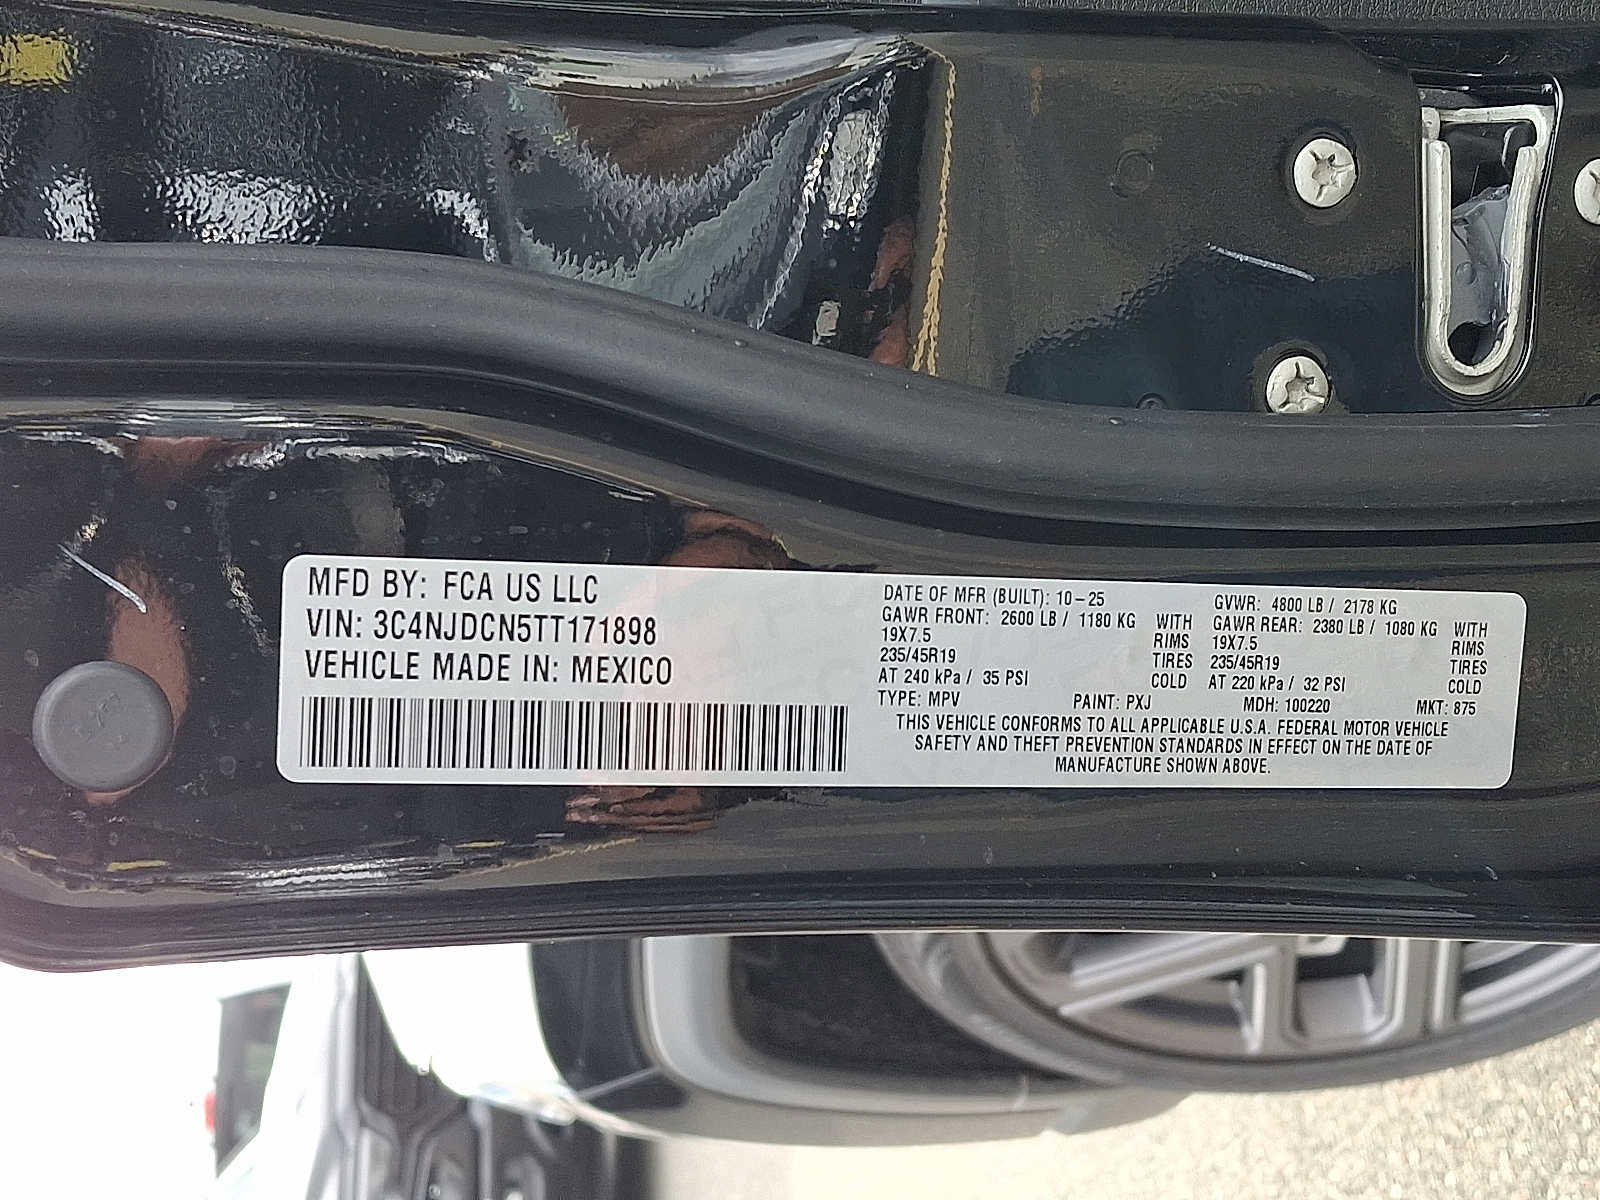 MFD BY: FCA US LLC
VIN: 3C4NJDCN5TT171898
VEHICLE MADE IN: MEXICO
DATE OF MFR (BUILT): 10-25 GVWR: 4800 LB / 2178 KG
GAWR FRONT: 2600 LB / 1180 KG WITH GAWR REAR: 2380 LB / 1080 KG WITH
19X7.5 RIMS 19X7.5 RIMS
235/45R19 TIRES 235/45R19 TIRES
AT 240 kPa / 35 PSI COLD AT 220 kPa / 32 PSI COLD
TYPE: MPV PAINT: PXJ MDH: 100220 MKT: 875
THIS VEHICLE CONFORMS TO ALL APPLICABLE U.S.A. FEDERAL MOTOR VEHICLE
SAFETY AND THEFT PREVENTION STANDARDS IN EFFECT ON THE DATE OF
MANUFACTURE SHOWN ABOVE.